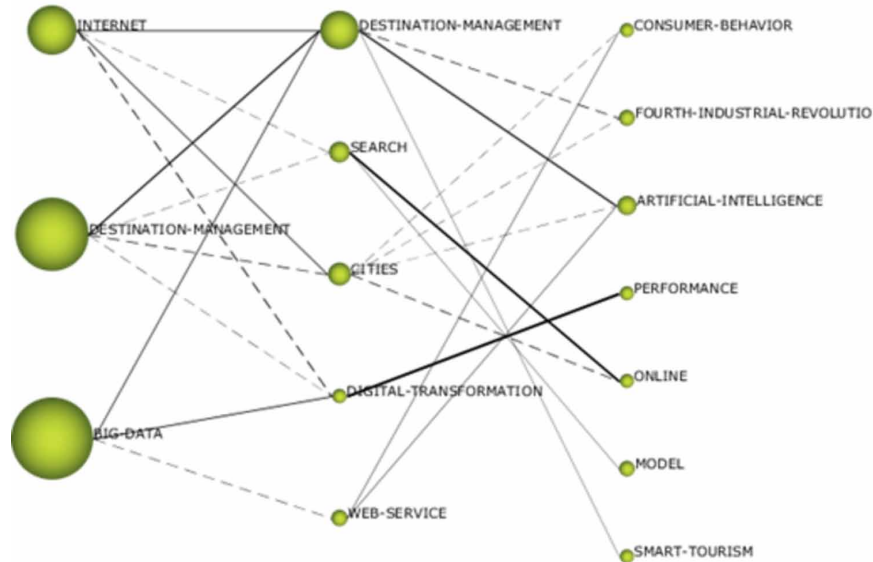 INTERNET
DESTINATION-MANAGEMENT
BIG-DATA
DESTINATION-MANAGEMENT
SEARCH
CITIES
DIGITAL-TRANSFORMATION
WEB-SERVICE
CONSUMER-BEHAVIOR
FOURTH-INDUSTRIAL-REVOLUTIO
ARTIFICIAL-INTELLIGENCE
PERFORMANCE
ONLINE
MODEL
SMART-TOURISM